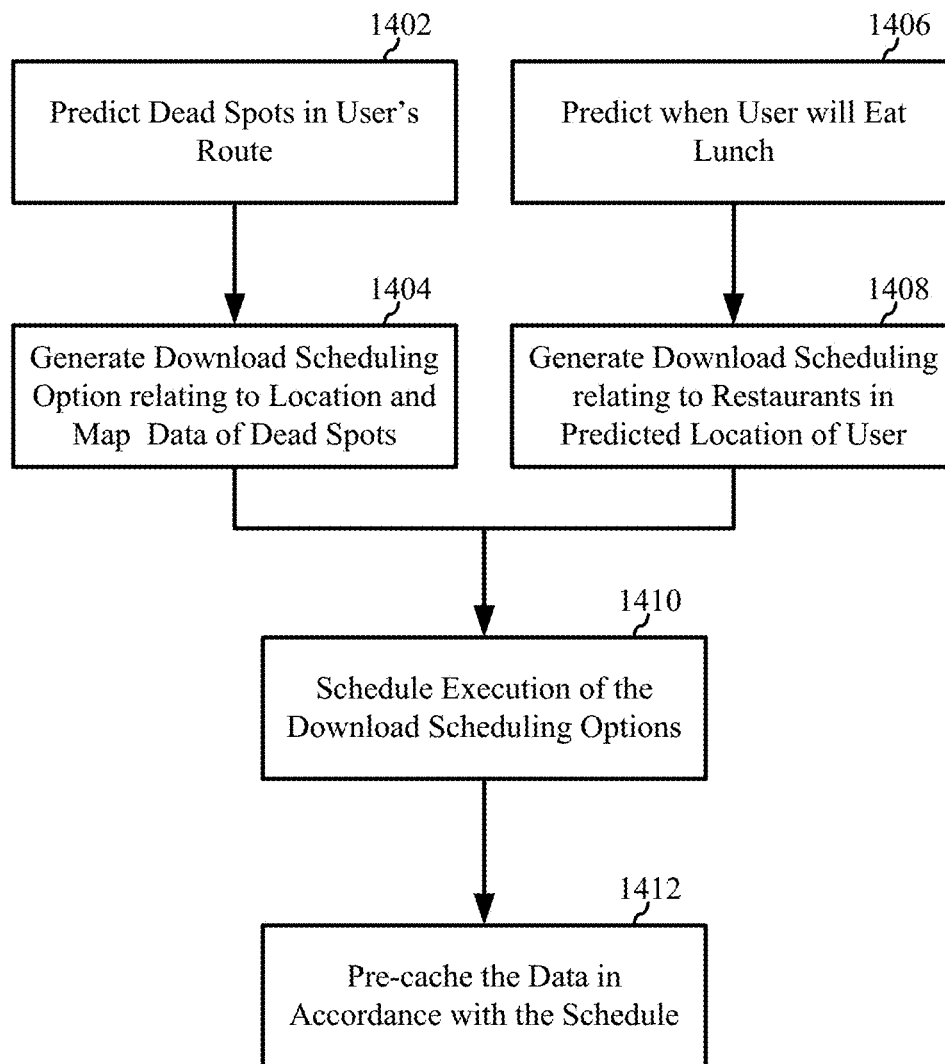 1402
Predict Dead Spots in User's
Route
1406
Predict when User will Eat
Lunch
1404
Generate Download Scheduling
Option relating to Location and
Map Data of Dead Spots
1408
Generate Download Scheduling
relating to Restaurants in
Predicted Location of User
1410
Schedule Execution of the
Download Scheduling Options
1412
Pre-cache the Data in
Accordance with the Schedule